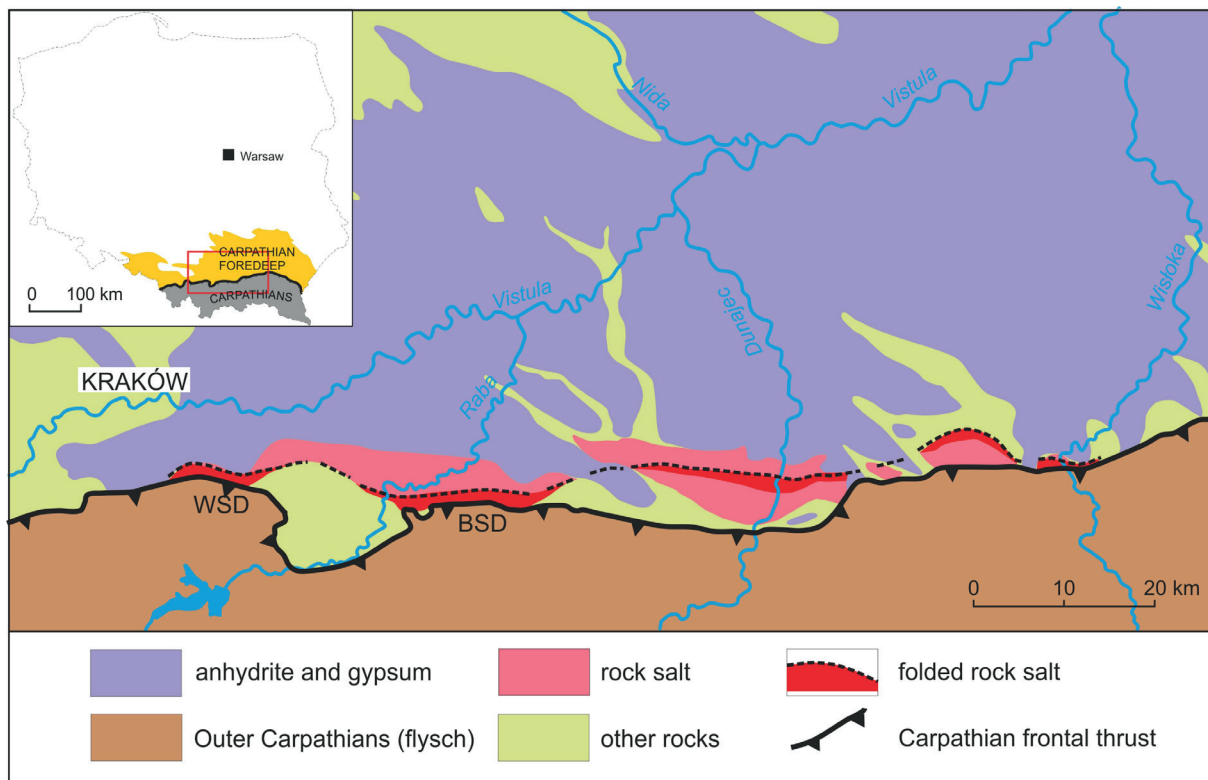 Warsaw
CARPATHIAN
FOREDEEP
CARPATHIANS
0 100 km
Nida
Vistula
Wisłoka
Vistula
Dunajec
KRAKÓW
Raba
WSD
BSD
0 10 20 km
anhydrite and gypsum
rock salt
folded rock salt
Outer Carpathians (flysch)
other rocks
Carpathian frontal thrust